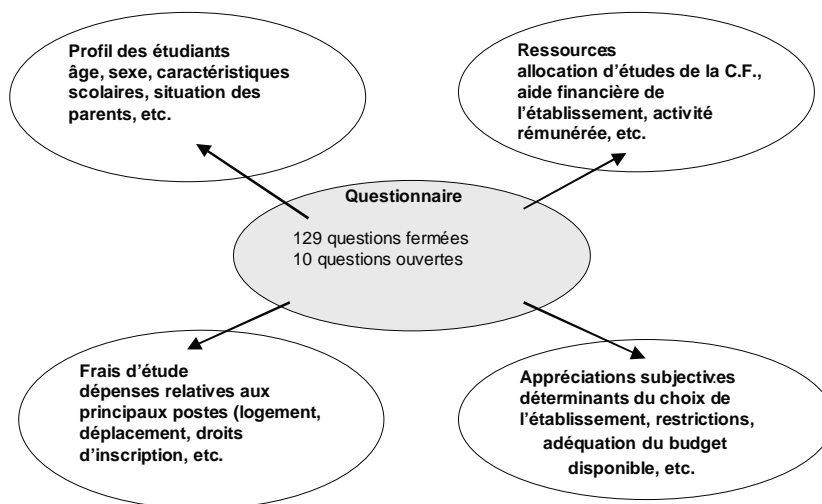 Profil des étudiants
âge, sexe, caractéristiques
scolaires, situation des
parents, etc.
Ressources
allocation d'études de la C.F.,
aide financière de
l'établissement, activité
rémunérée, etc.
Questionnaire
129 questions fermées
10 questions ouvertes
Frais d'étude
dépenses relatives aux
principaux postes (logement,
déplacement, droits
d'inscription, etc.
Appréciations subjectives
déterminants du choix de
l'établissement, restrictions,
adéquation du budget
disponible, etc.